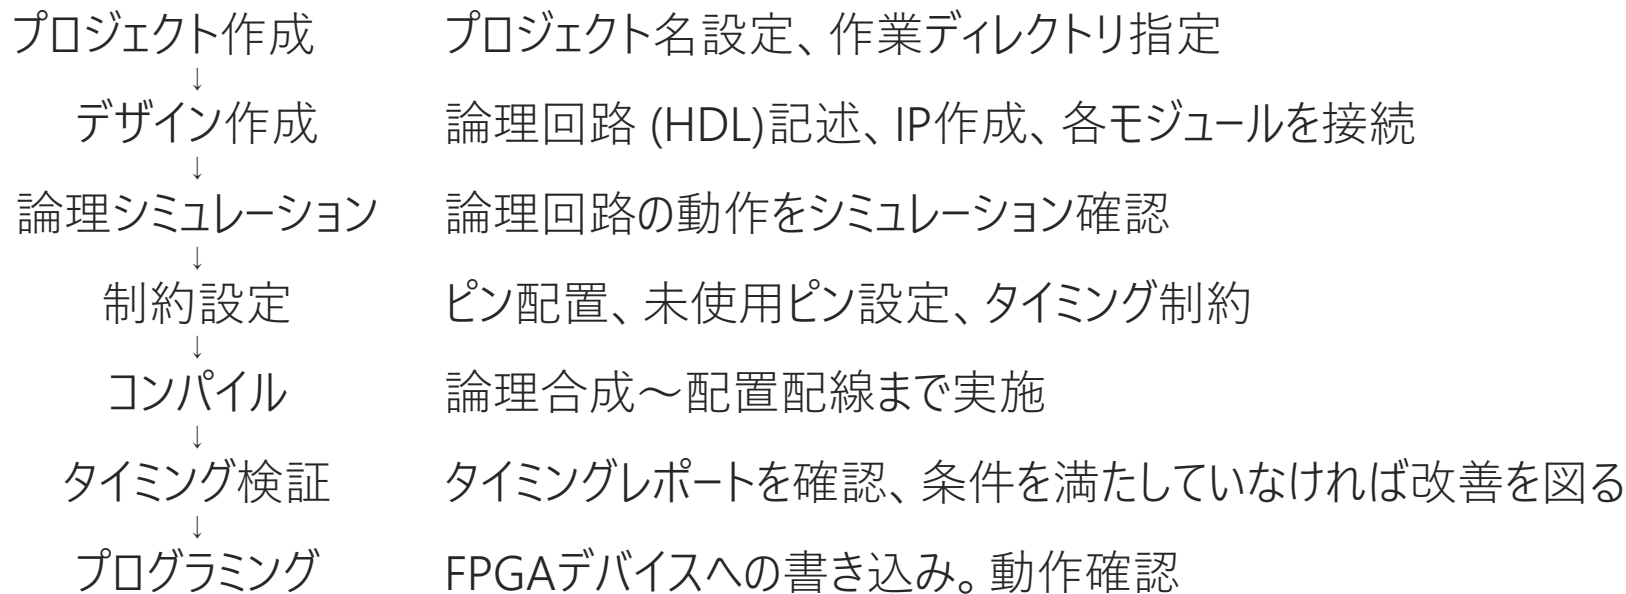 プロジェクト作成 プロジェクト名設定、作業ディレクトリ指定
↓
デザイン作成 論理回路 (HDL)記述、IP作成、各モジュールを接続
↓
論理シミュレーション 論理回路の動作をシミュレーション確認
↓
制約設定 ピン配置、未使用ピン設定、タイミング制約
↓
コンパイル 論理合成～配置配線まで実施
↓
タイミング検証 タイミングレポートを確認、条件を満たしていなければ改善を図る
↓
プログラミング FPGAデバイスへの書き込み。動作確認